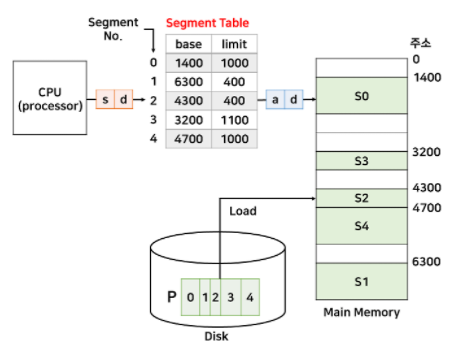 Segment No.
Segment Table
base limit
0 1400 1000
1 6300 400
2 4300 400
3 3200 1100
4 4700 1000
CPU
(processor)
s d
a d
주소
0
1400
S0
3200
S3
4300
S2
4700
S4
6300
S1
Main Memory
Load
P 0 1 2 3 4
Disk